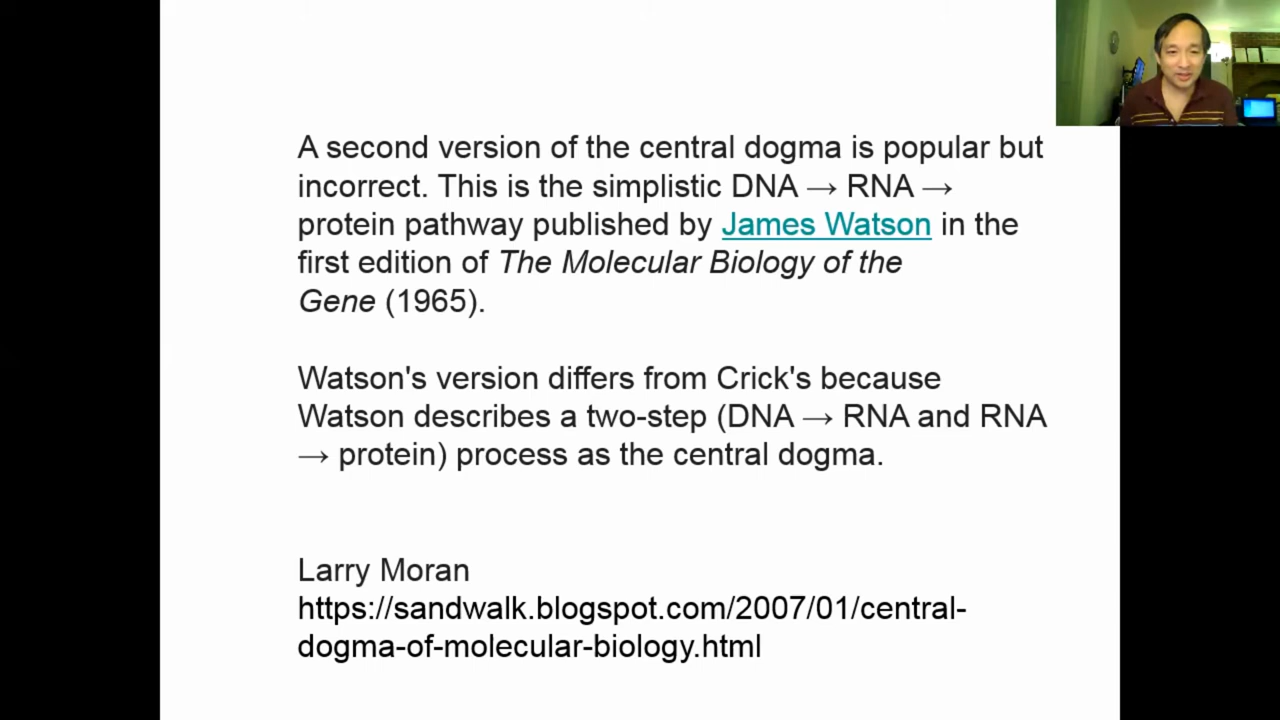 A second version of the central dogma is popular but
incorrect. This is the simplistic DNA → RNA →
protein pathway published by James Watson in the
first edition of The Molecular Biology of the
Gene (1965).
Watson's version differs from Crick's because
Watson describes a two-step (DNA → RNA and RNA
→ protein) process as the central dogma.
Larry Moran
https://sandwalk.blogspot.com/2007/01/central-
dogma-of-molecular-biology.html